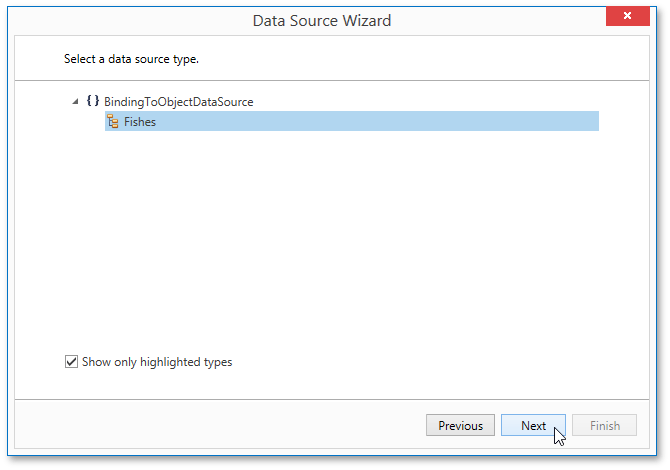 Data Source Wizard
Select a data source type.
{ } BindingToObjectDataSource
Fishes
Show only highlighted types
Previous Next Finish